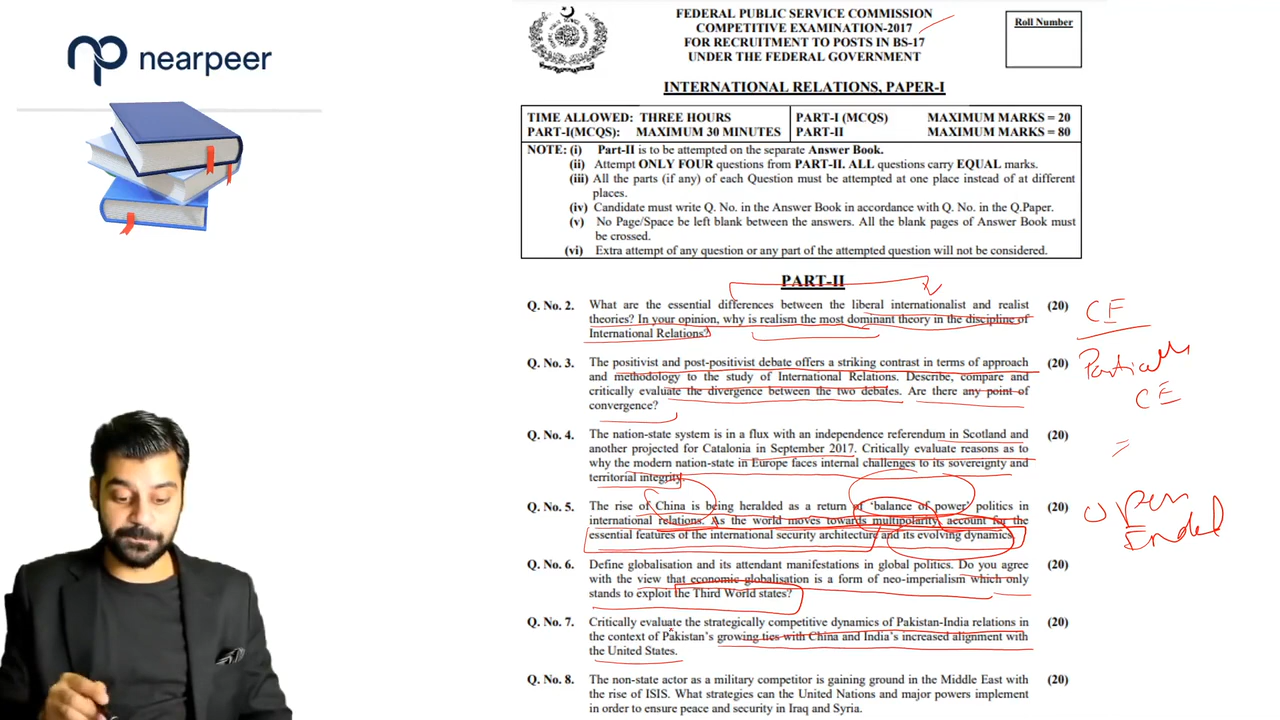 nearpeer
FEDERAL PUBLIC SERVICE COMMISSION
COMPETITIVE EXAMINATION-2017
FOR RECRUITMENT TO POSTS IN BS-17
UNDER THE FEDERAL GOVERNMENT
Roll Number
INTERNATIONAL RELATIONS, PAPER-I
TIME ALLOWED: THREE HOURS
PART-I(MCQS): MAXIMUM 30 MINUTES
PART-I (MCQS) MAXIMUM MARKS = 20
PART-II MAXIMUM MARKS = 80
NOTE: (i) Part-II is to be attempted on the separate Answer Book.
(ii) Attempt ONLY FOUR questions from PART-II. ALL questions carry EQUAL marks.
(iii) All the parts (if any) of each Question must be attempted at one place instead of at different
places.
(iv) Candidate must write Q. No. in the Answer Book in accordance with Q. No. in the Q.Paper.
(v) No Page/Space be left blank between the answers. All the blank pages of Answer Book must
be crossed.
(vi) Extra attempt of any question or any part of the attempted question will not be considered.
PART-II
Q. No. 2. What are the essential differences between the liberal internationalist and realist (20)
theories? In your opinion, why is realism the most dominant theory in the discipline of
International Relations?
Q. No. 3. The positivist and post-positivist debate offers a striking contrast in terms of approach (20)
and methodology to the study of International Relations. Describe, compare and
critically evaluate the divergence between the two debates. Are there any point of
convergence?
Q. No. 4. The nation-state system is in a flux with an independence referendum in Scotland and (20)
another projected for Catalonia in September 2017. Critically evaluate reasons as to
why the modern nation-state in Europe faces internal challenges to its sovereignty and
territorial integrity.
Q. No. 5. The rise of China is being heralded as a return of ‘balance of power’ politics in (20)
international relations. As the world moves towards multipolarity, account for the
essential features of the international security architecture and its evolving dynamics.
Q. No. 6. Define globalisation and its attendant manifestations in global politics. Do you agree (20)
with the view that economic globalisation is a form of neo-imperialism which only
stands to exploit the Third World states?
Q. No. 7. Critically evaluate the strategically competitive dynamics of Pakistan-India relations in (20)
the context of Pakistan’s growing ties with China and India’s increased alignment with
the United States.
Q. No. 8. The non-state actor as a military competitor is gaining ground in the Middle East with (20)
the rise of ISIS. What strategies can the United Nations and major powers implement
in order to ensure peace and security in Iraq and Syria.
CE
Partially
CE
Open
Ended